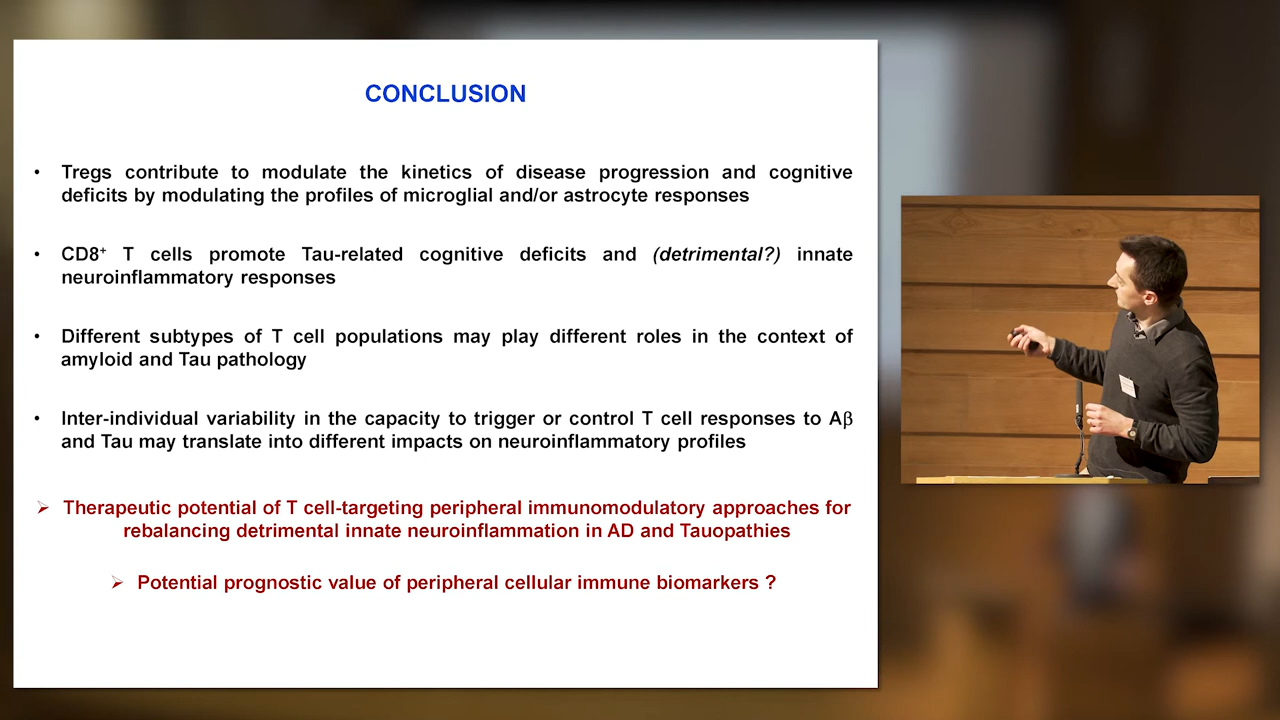 CONCLUSION
• Tregs contribute to modulate the kinetics of disease progression and cognitive
deficits by modulating the profiles of microglial and/or astrocyte responses
• CD8⁺ T cells promote Tau-related cognitive deficits and (detrimental?) innate
neuroinflammatory responses
• Different subtypes of T cell populations may play different roles in the context of
amyloid and Tau pathology
• Inter-individual variability in the capacity to trigger or control T cell responses to Aβ
and Tau may translate into different impacts on neuroinflammatory profiles
➢ Therapeutic potential of T cell-targeting peripheral immunomodulatory approaches for
rebalancing detrimental innate neuroinflammation in AD and Tauopathies
➢ Potential prognostic value of peripheral cellular immune biomarkers ?